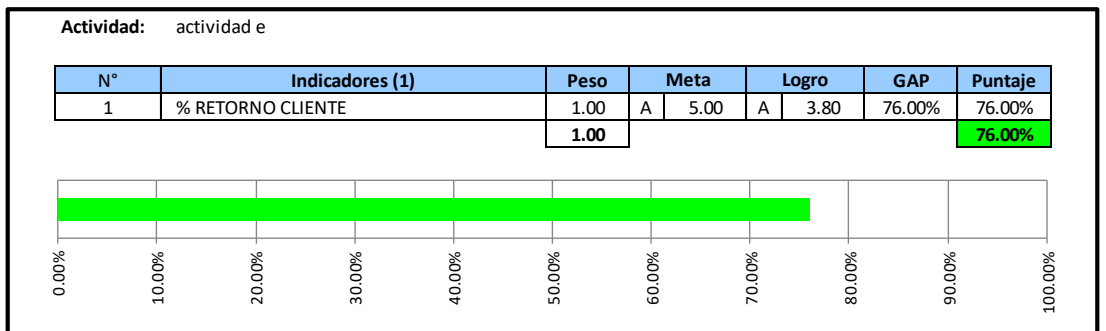 Actividad: actividad e
N° Indicadores (1) Peso Meta Logro GAP Puntaje
1 % RETORNO CLIENTE 1.00 A 5.00 A 3.80 76.00% 76.00%
1.00 76.00%
0.00% 10.00% 20.00% 30.00% 40.00% 50.00% 60.00% 70.00% 80.00% 90.00% 100.00%